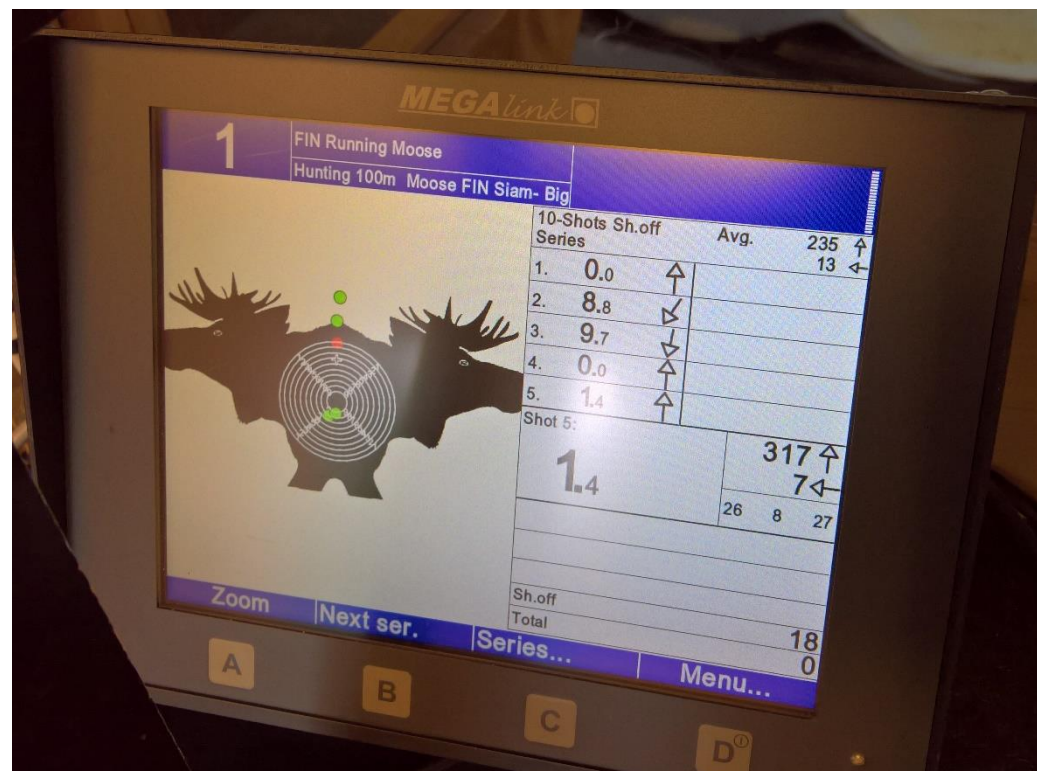 MEGAlink
1
FIN Running Moose
Hunting 100m Moose FIN Siam- Big
10-Shots Sh.off Avg. 235
Series 13
1. 0.0
2. 8.8
3. 9.7
4. 0.0
5. 1.4
Shot 5:
1.4
317
7
26 8 27
Sh.off 18
Total 0
Zoom Next ser. Series... Menu...
A B C D